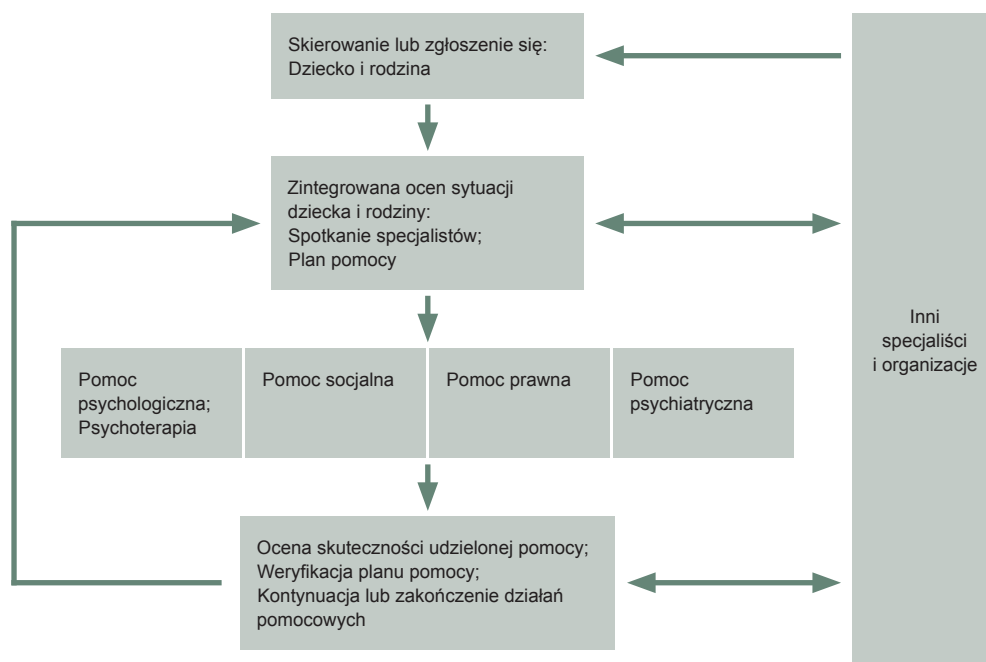 Skierowanie lub zgłoszenie się:
Dziecko i rodzina
Zintegrowana ocen sytuacji
dziecka i rodziny:
Spotkanie specjalistów;
Plan pomocy
Inni
specjaliści
i organizacje
Pomoc
psychologiczna;
Psychoterapia
Pomoc socjalna
Pomoc prawna
Pomoc
psychiatryczna
Ocena skuteczności udzielonej pomocy;
Weryfikacja planu pomocy;
Kontynuacja lub zakończenie działań
pomocowych